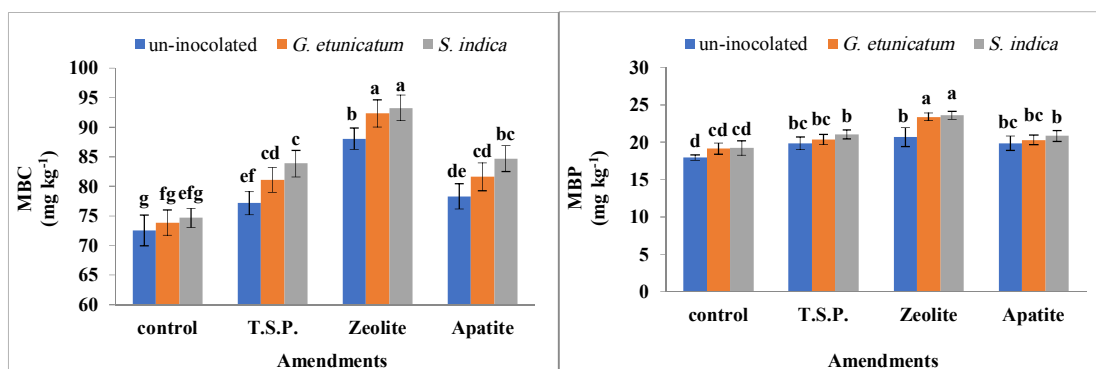 un-inocolated G. etunicatum S. indica
MBC
(mg kg-1)
100
95
90
85
80
75
70
65
60
g fg efg ef cd c b a a de cd bc
control T.S.P. Zeolite Apatite
Amendments
un-inocolated G. etunicatum S. indica
MBP
(mg kg-1)
30
25
20
15
10
5
0
d cd cd bc bc b b a a bc bc b
control T.S.P. Zeolite Apatite
Amendments